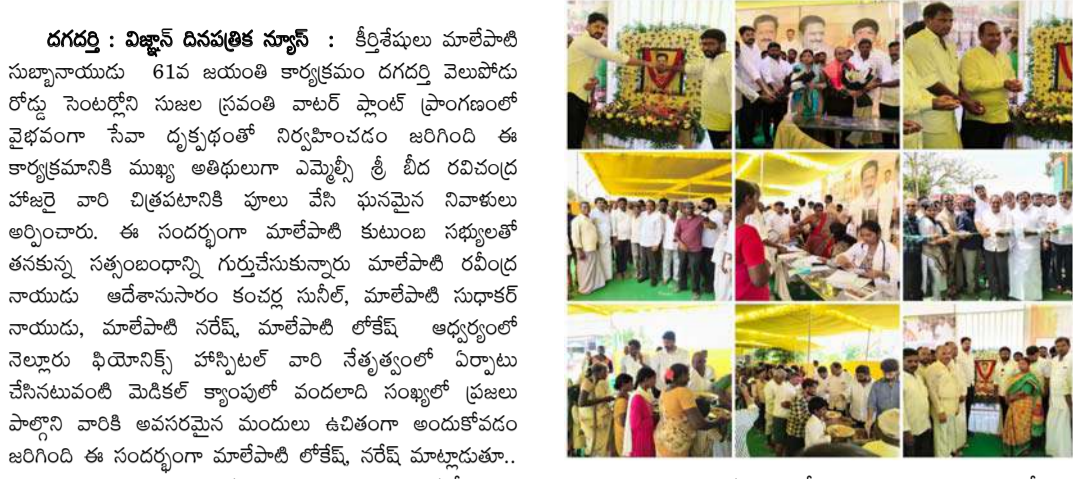 దగదర్తి : విజ్ఞాన్ దినపత్రిక న్యూస్ : కీర్తిశేషులు మాలేపాటి
సుబ్బానాయుడు 61వ జయంతి కార్యక్రమం దగదర్తి వెలుపోడు
రోడ్డు సెంటర్లోని సుజల స్రవంతి వాటర్ ప్లాంట్ ప్రాంగణంలో
వైభవంగా సేవా దృక్పథంతో నిర్వహించడం జరిగింది ఈ
కార్యక్రమానికి ముఖ్య అతిథులుగా ఎమ్మెల్సీ శ్రీ బీద రవిచంద్ర
హాజరై వారి చిత్రపటానికి పూలు వేసి ఘనమైన నివాళులు
అర్పించారు. ఈ సందర్భంగా మాలేపాటి కుటుంబ సభ్యులతో
తనకున్న సత్సంబంధాన్ని గుర్తుచేసుకున్నారు మాలేపాటి రవీంద్ర
నాయుడు ఆదేశానుసారం కంచర్ల సునీల్, మాలేపాటి సుధాకర్
నాయుడు, మాలేపాటి నరేష్, మాలేపాటి లోకేష్ ఆధ్వర్యంలో
నెల్లూరు ఫియోనిక్స్ హాస్పిటల్ వారి నేతృత్వంలో ఏర్పాటు
చేసినటువంటి మెడికల్ క్యాంపులో వందలాది సంఖ్యలో ప్రజలు
పాల్గొని వారికి అవసరమైన మందులు ఉచితంగా అందుకోవడం
జరిగింది ఈ సందర్భంగా మాలేపాటి లోకేష్, నరేష్ మాట్లాడుతూ..